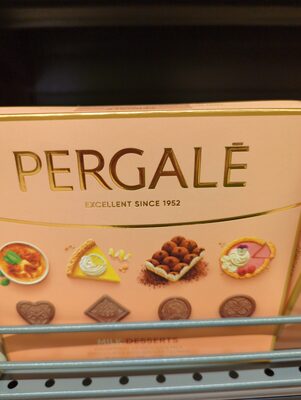 PERGALĖ
EXCELLENT SINCE 1952
MILK DESSERTS